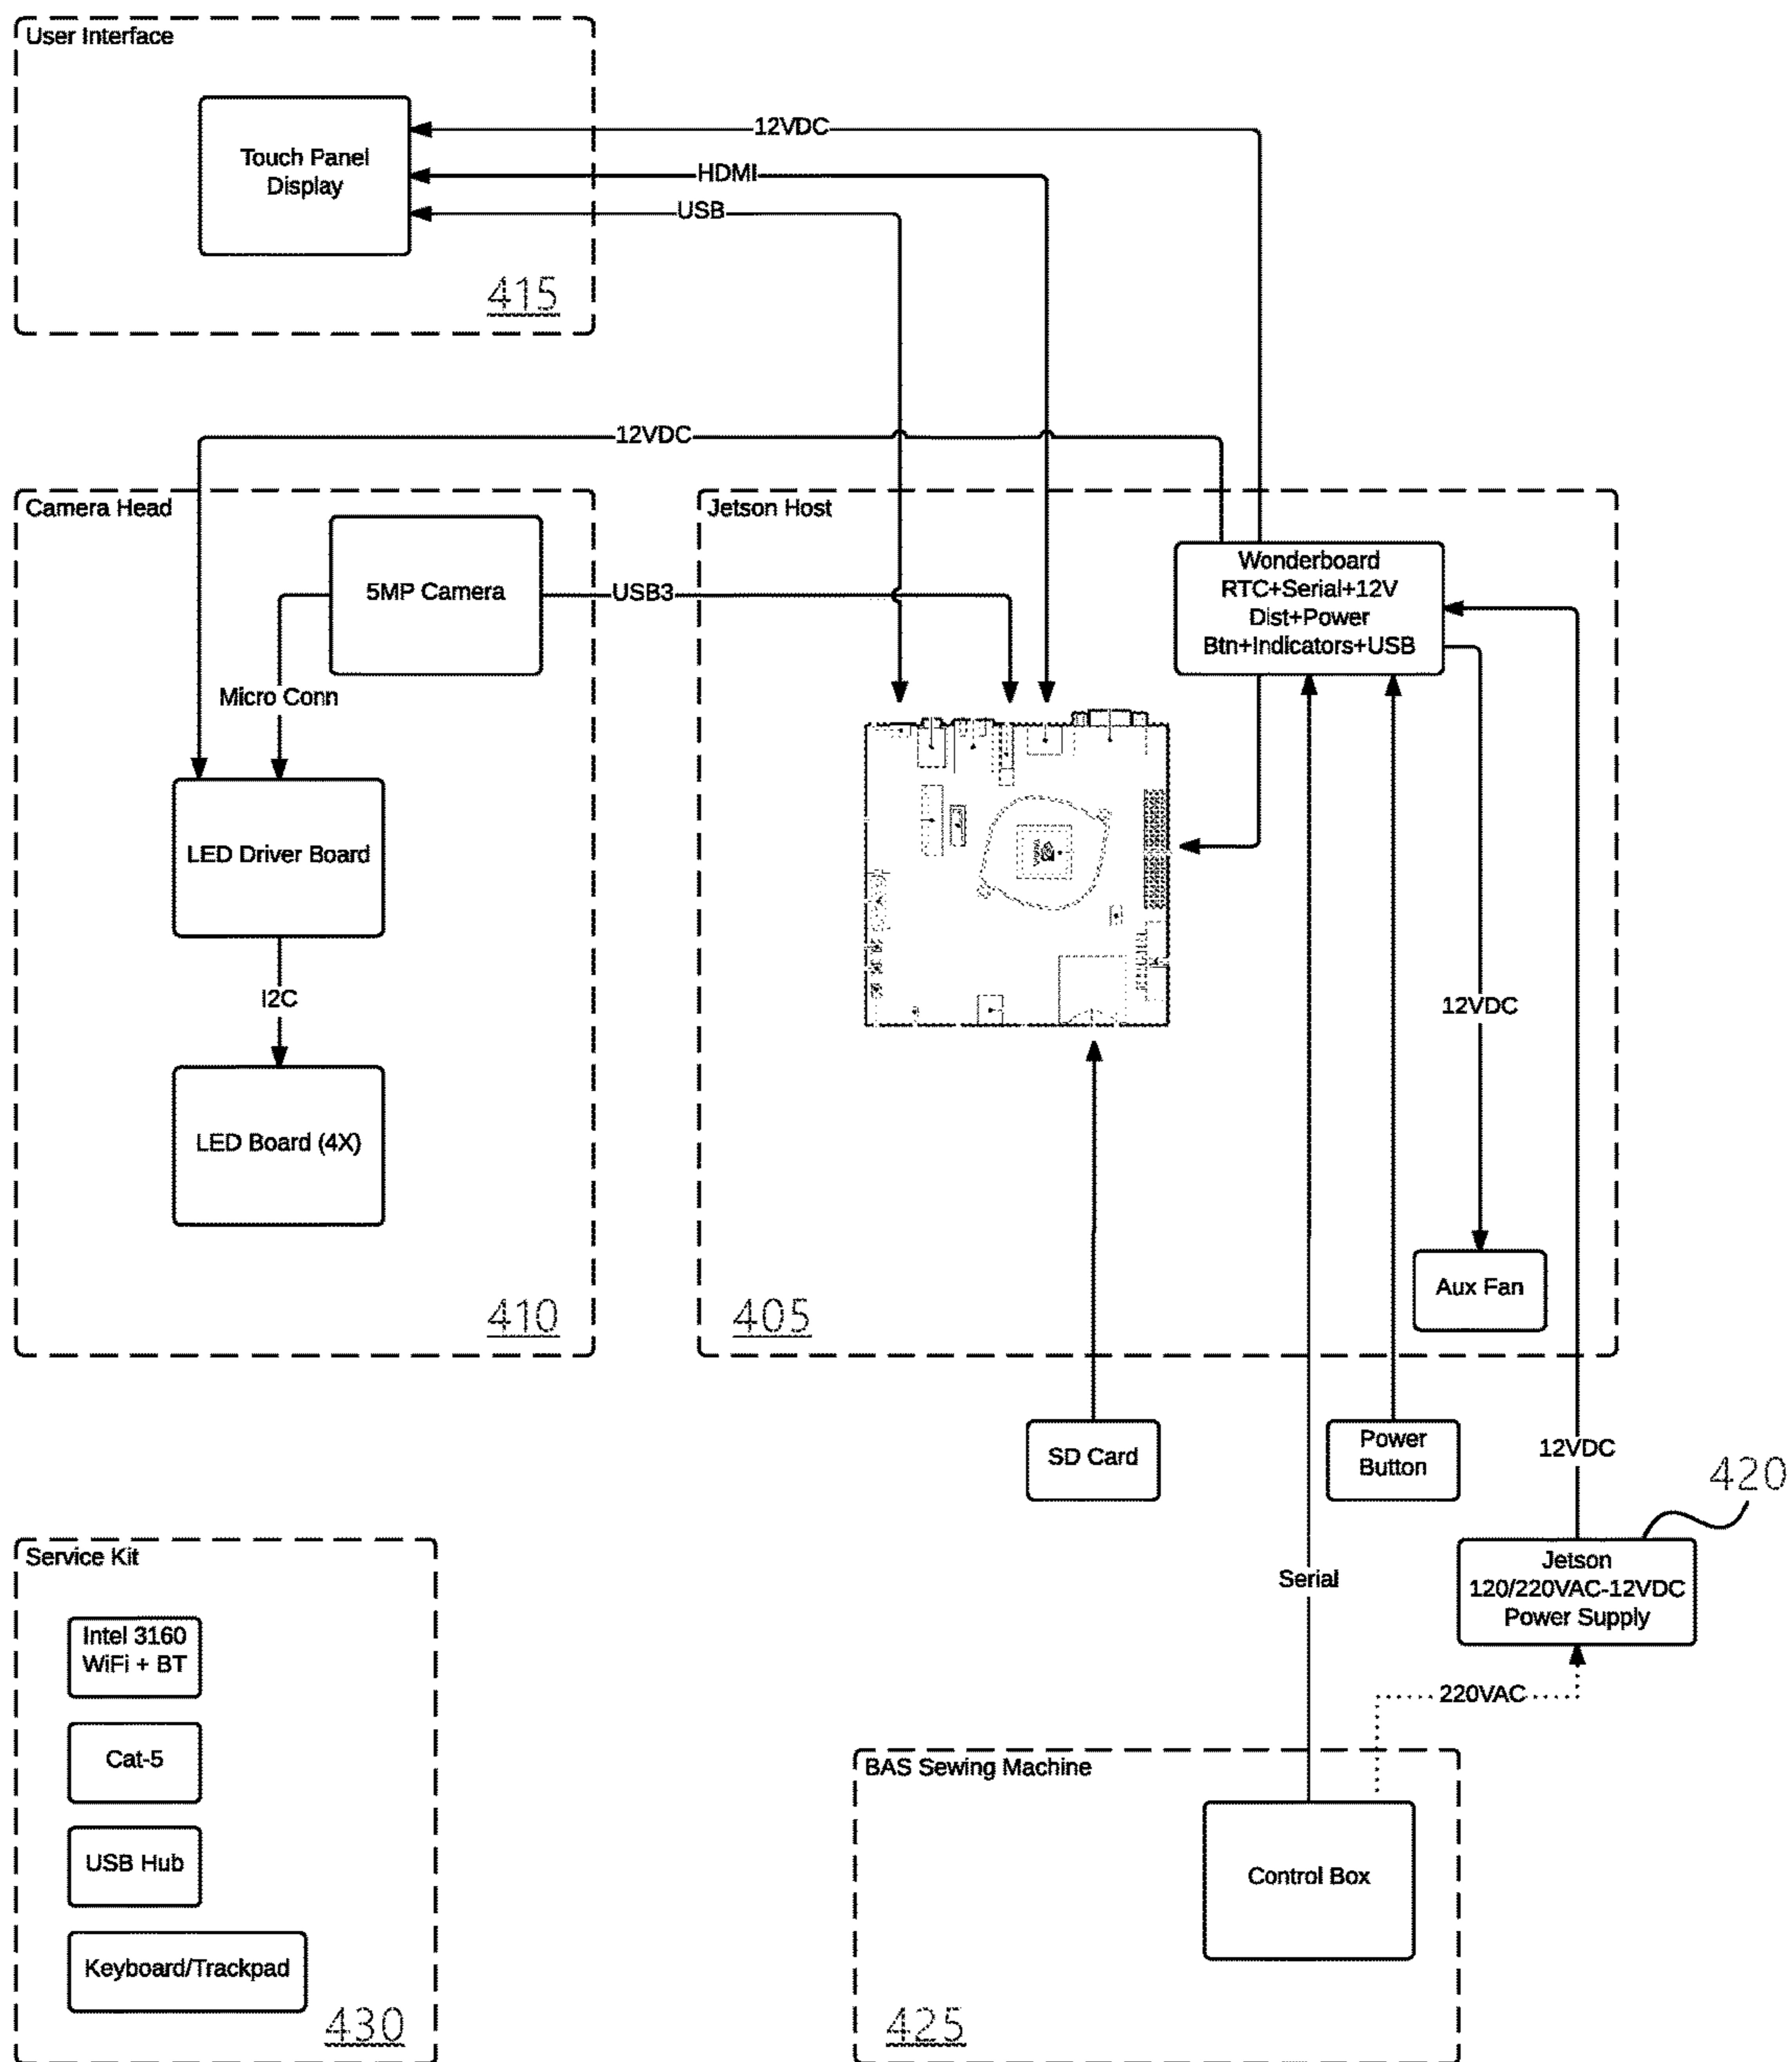 User Interface
Touch Panel
Display
12VDC
HDMI
USB
415
12VDC
Camera Head
5MP Camera
USB3
Micro Conn
LED Driver Board
I2C
LED Board (4X)
410
Jetson Host
Wonderboard
RTC+Serial+12V
Dist+Power
Btn+Indicators+USB
12VDC
Aux Fan
405
SD Card
Power
Button
12VDC
420
Jetson
120/220VAC-12VDC
Power Supply
Serial
220VAC
Service Kit
Intel 3160
WiFi + BT
Cat-5
USB Hub
Keyboard/Trackpad
430
BAS Sewing Machine
Control Box
425